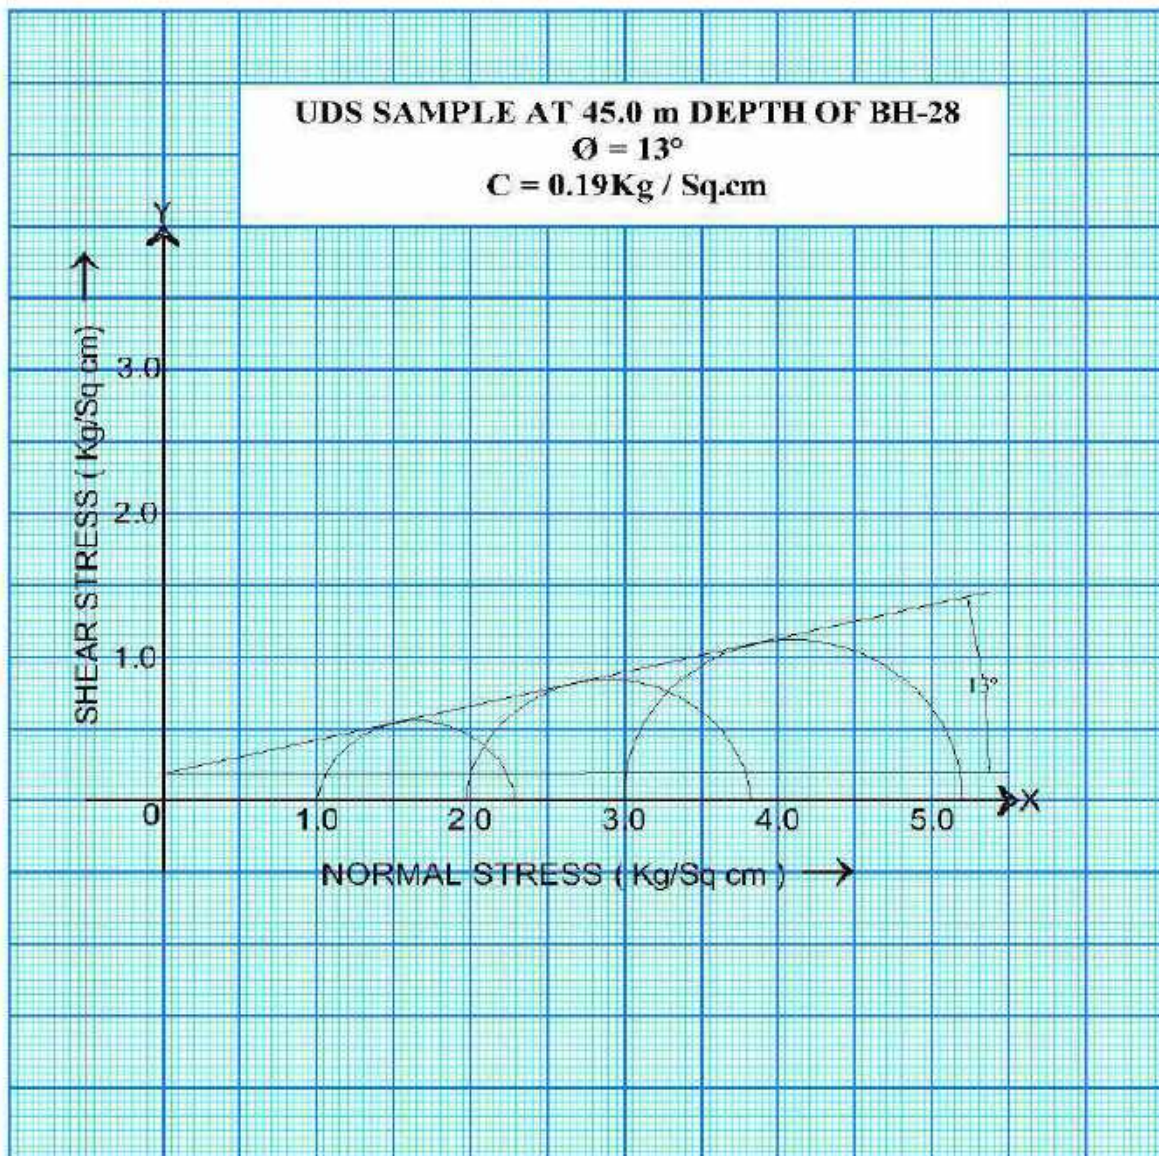 UDS SAMPLE AT 45.0 m DEPTH OF BH-28
Ø = 13°
C = 0.19Kg / Sq.cm
Y
SHEAR STRESS ( Kg/Sq cm)
3.0
2.0
1.0
13°
0
1.0
2.0
3.0
4.0
5.0
X
NORMAL STRESS ( Kg/Sq cm )